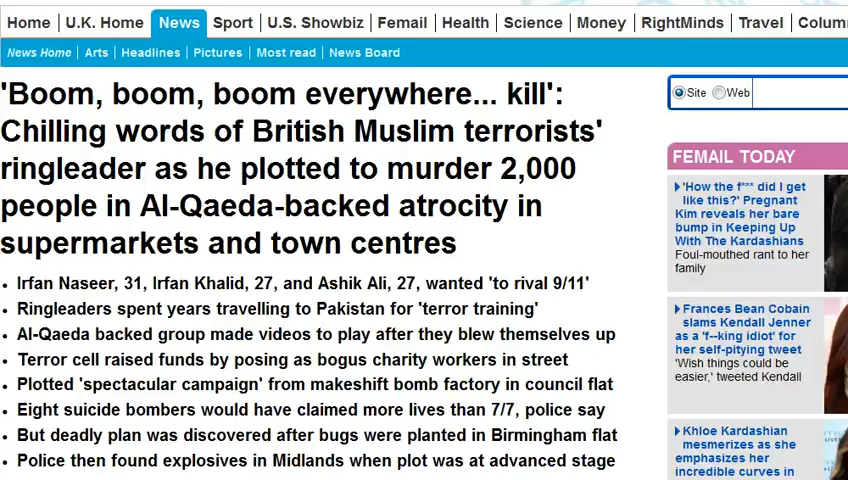 Home U.K. Home News Sport U.S. Showbiz Femail Health Science Money RightMinds Travel Colum
News Home Arts Headlines Pictures Most read News Board
'Boom, boom, boom everywhere... kill':
Chilling words of British Muslim terrorists'
ringleader as he plotted to murder 2,000
people in Al-Qaeda-backed atrocity in
supermarkets and town centres
• Irfan Naseer, 31, Irfan Khalid, 27, and Ashik Ali, 27, wanted 'to rival 9/11'
• Ringleaders spent years travelling to Pakistan for 'terror training'
• Al-Qaeda backed group made videos to play after they blew themselves up
• Terror cell raised funds by posing as bogus charity workers in street
• Plotted 'spectacular campaign' from makeshift bomb factory in council flat
• Eight suicide bombers would have claimed more lives than 7/7, police say
• But deadly plan was discovered after bugs were planted in Birmingham flat
• Police then found explosives in Midlands when plot was at advanced stage
Site Web
FEMAIL TODAY
'How the f*** did I get
like this?' Pregnant
Kim reveals her bare
bump in Keeping Up
With The Kardashians
Foul-mouthed rant to her
family
Frances Bean Cobain
slams Kendall Jenner
as a 'f--king idiot' for
her self-pitying tweet
'Wish things could be
easier,' tweeted Kendall
Khloe Kardashian
mesmerizes as she
emphasizes her
incredible curves in